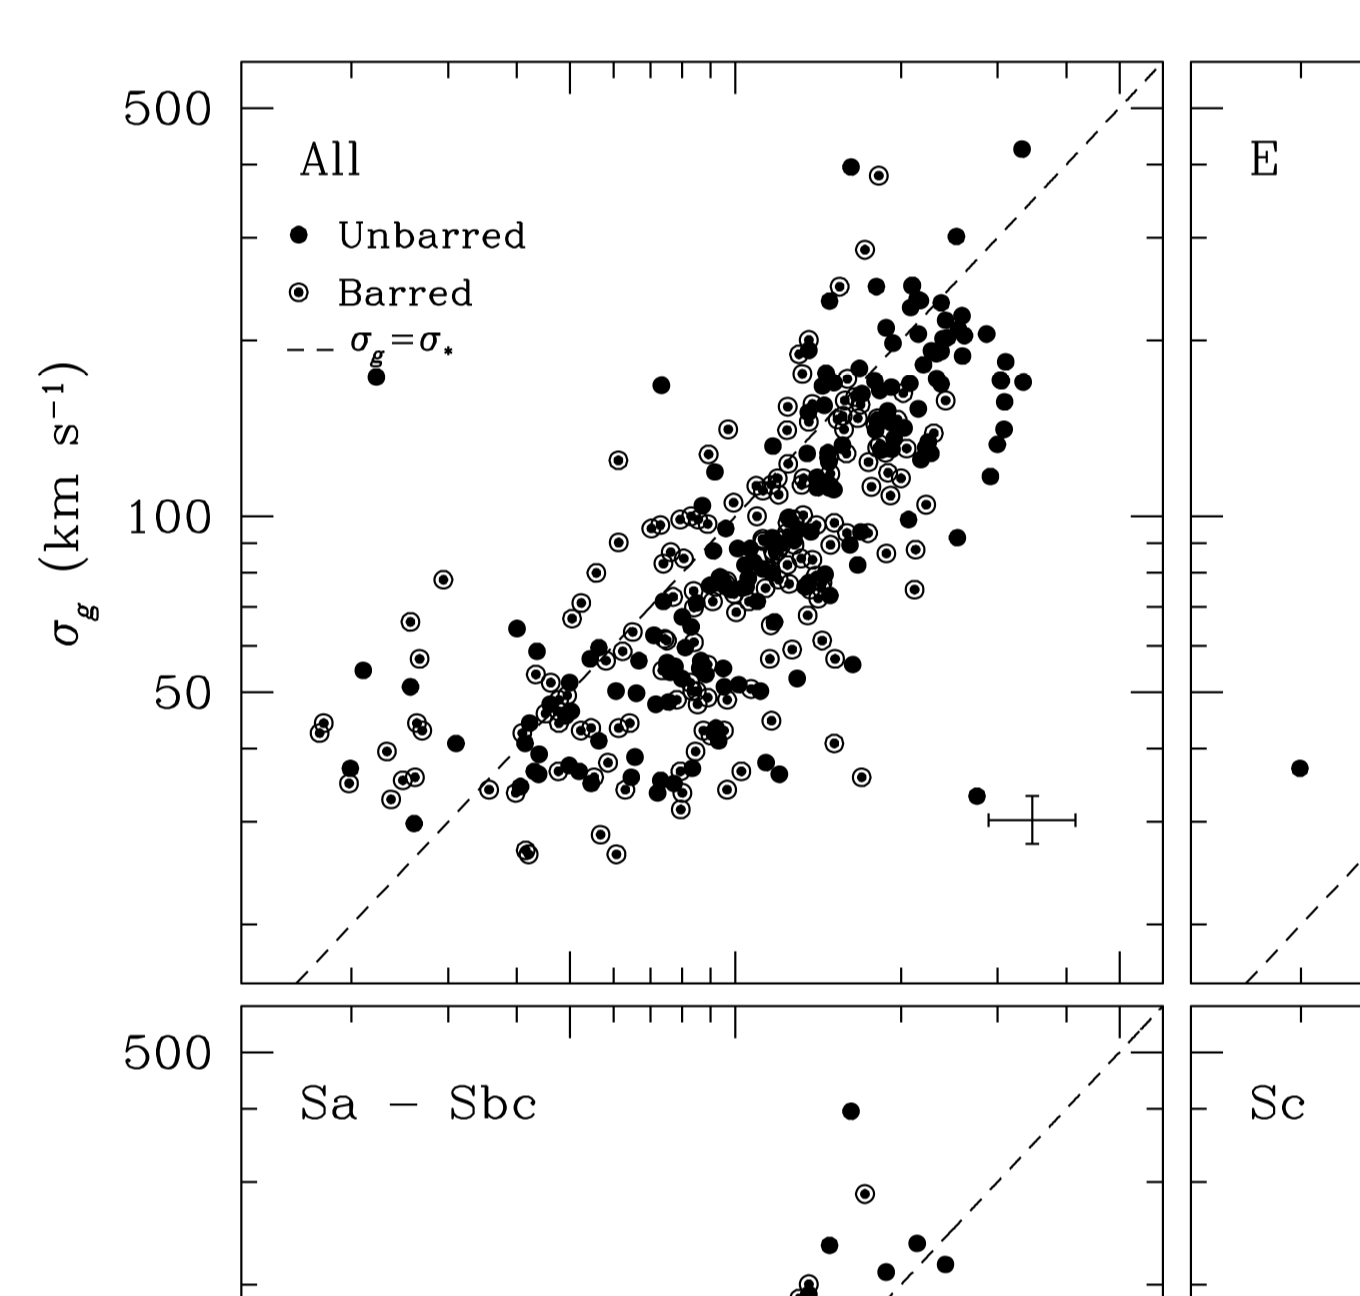 500
All
E
Unbarred
Barred
σg=σ*
100
σg (km s−1)
50
500
Sa – Sbc
Sc